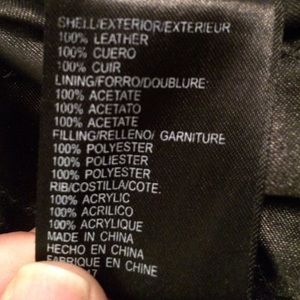 SHELL/EXTERIOR/EXTERIEUR
100% LEATHER
100% CUERO
100% CUIR
LINING/FORRO/DOUBLURE:
100% ACETATE
100% ACETATO
100% ACETATE
FILLING/RELLENO/ GARNITURE
100% POLYESTER
100% POLIESTER
100% POLYESTER
RIB/COSTILLA/COTE.
100% ACRYLIC
100% ACRILICO
100% ACRYLIQUE
MADE IN CHINA
HECHO EN CHINA
FABRIQUE EN CHINE